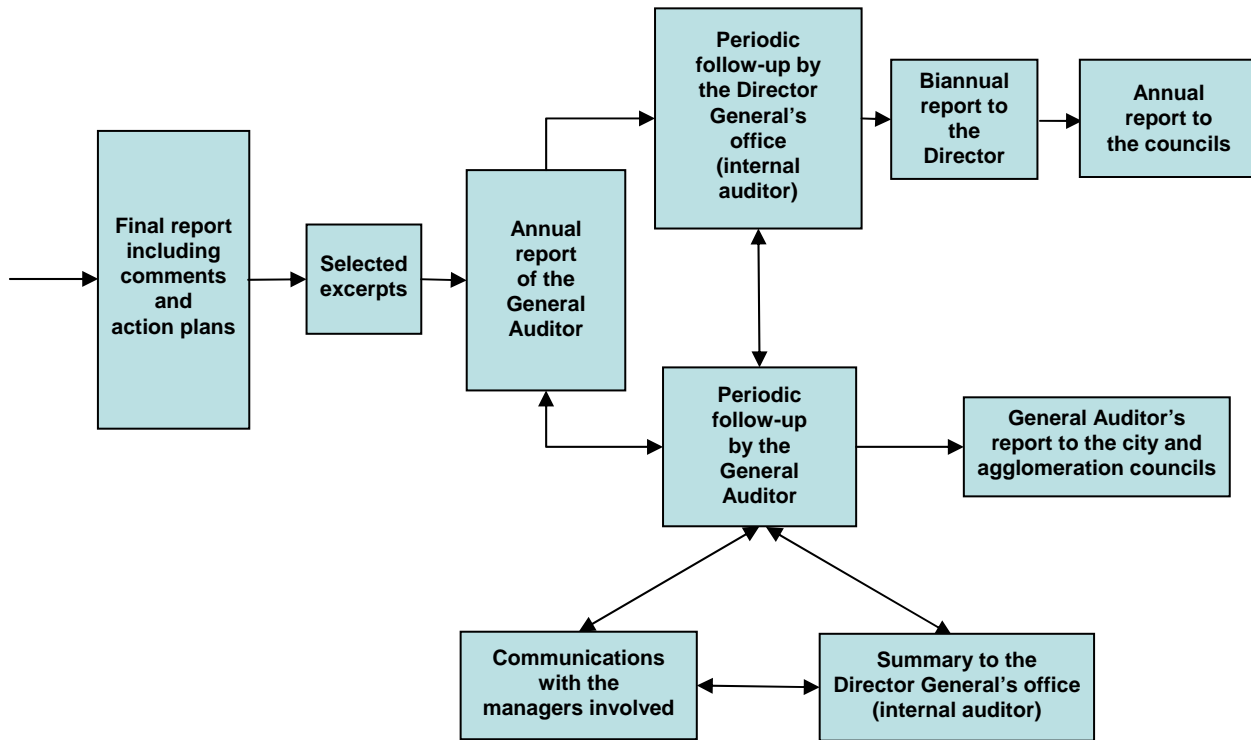 Final report
including
comments
and
action plans
Selected
excerpts
Annual
report
of the
General
Auditor
Periodic
follow-up by
the Director
General’s
office
(internal
auditor)
Biannual
report to
the
Director
Annual
report to
the councils
Periodic
follow-up
by the
General
Auditor
General Auditor’s
report to the city and
agglomeration councils
Communications
with the
managers involved
Summary to the
Director General’s office
(internal auditor)